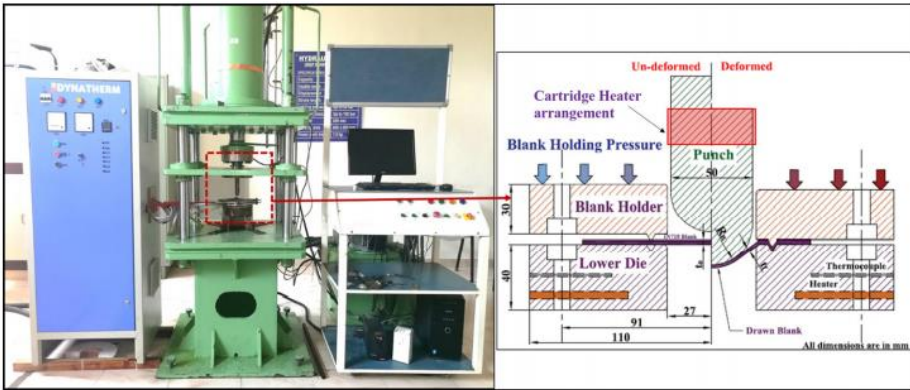 DYNATHERM
HYDRAU
Un-deformed
Deformed
Cartridge Heater
arrangement
Blank Holding Pressure
Punch
50
30
Blank Holder
Lower Die
40
Thermocouple
Heater
27
91
Drawn Blank
110
All dimensions are in mm